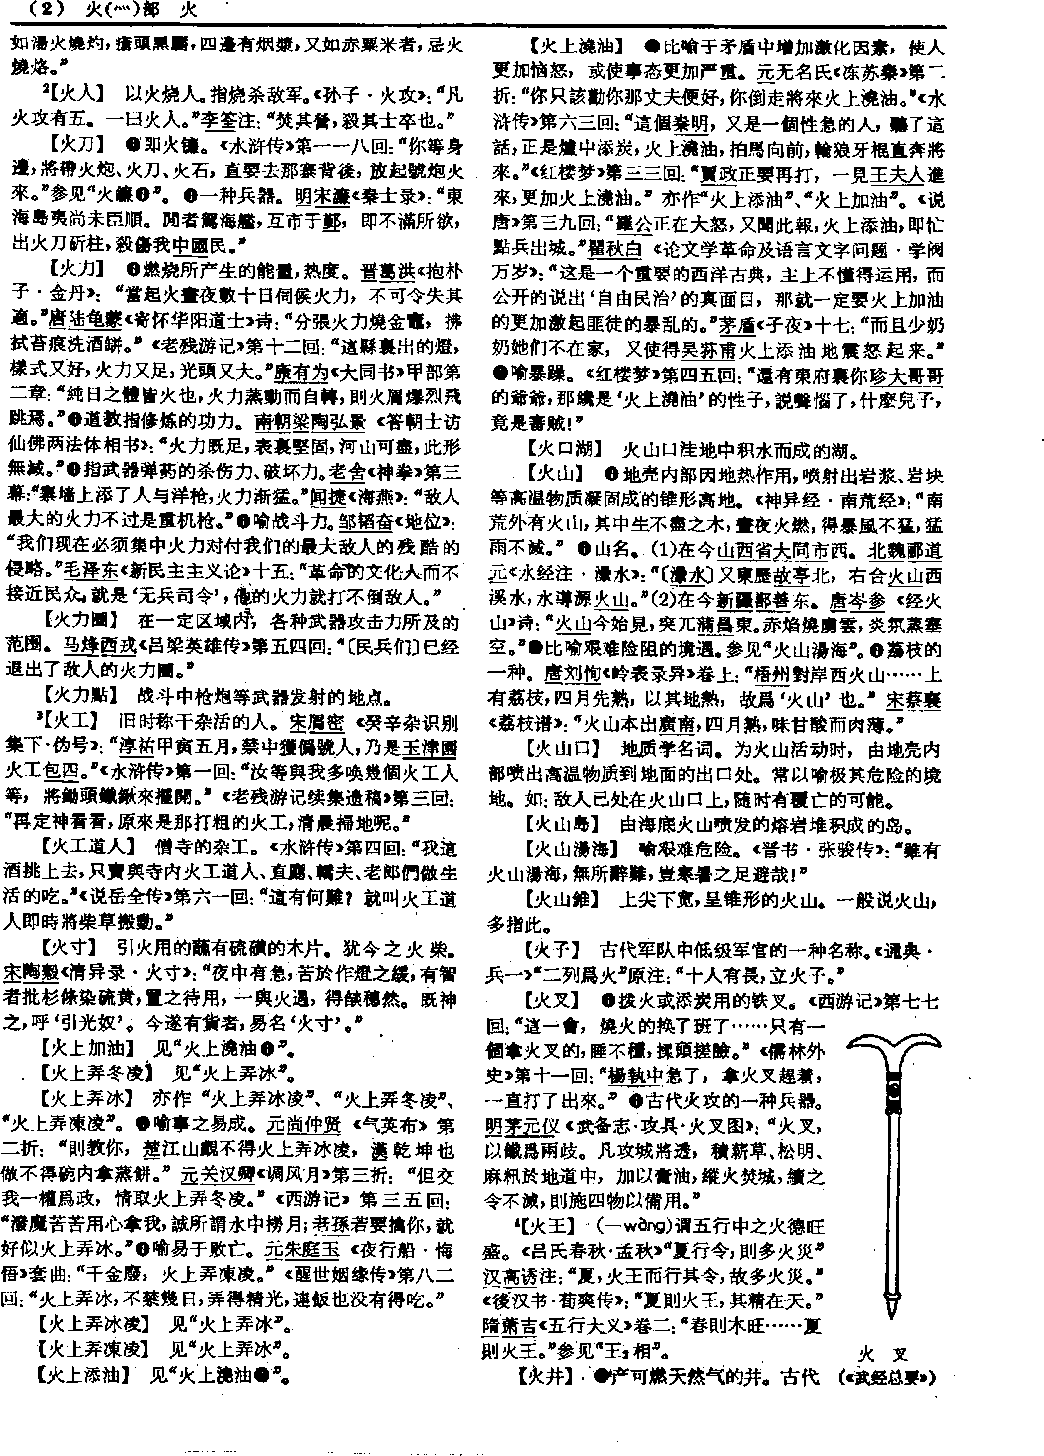 （2） 火(灬)部 火
如湯火燒灼，瘡頭黑靨，四邊有烟漿，又如赤粟米者，忌火
燒烙。”
²【火人】 以火烧人。指烧杀敌军。《孙子·火攻》：“凡
火攻有五。一曰火人。”李筌注：“焚其營，殺其士卒也。”
【火刀】 ❶即火镰。《水浒传》第一一八回：“你等身
邊，將帶火炮、火刀、火石，直要去那寨背後，放起號炮火
來。”参见“火鐮❶”。 ❷一种兵器。明宋濂《秦士录》：“東
海島夷尚未臣順。閒者駕海艦，互市于鄞，即不滿所欲，
出火刀斫柱，殺傷我中國民。”
【火力】 ❶燃烧所产生的能量，热度。晋葛洪《抱朴
子·金丹》：“當起火晝夜數十日伺候火力，不可令失其
適。”唐陆龟蒙《寄怀华阳道士》诗：“分張火力燒金竈，拂
拭苔痕洗酒缾。”《老残游记》第十二回：“這縣裏出的燈，
樣式又好，火力又足，光頭又大。”康有为《大同书》甲部第
二章：“純日之體皆火也，火力蒸動而自轉，則火屑爆烈飛
跳焉。”❷道教指修炼的功力。南朝梁陶弘景《答朝士访
仙佛两法体相书》：“火力既足，表裏堅固，河山可盡，此形
無滅。”❸指武器弹药的杀伤力、破坏力。老舍《神拳》第三
幕：“寨墙上添了人与洋枪，火力渐猛。”闻捷《海燕》：“敌人
最大的火力不过是重机枪。”❹喻战斗力。邹韬奋《地位》：
“我们现在必须集中火力对付我们的最大敌人的残酷的
侵略。”毛泽东《新民主主义论》十五：“革命的文化人而不
接近民众，就是‘无兵司令’，他的火力就打不倒敌人。”
【火力圈】 在一定区域内，各种武器攻击力所及的
范围。马烽西戎《吕梁英雄传》第五四回：“〔民兵们〕已经
退出了敌人的火力圈。”
【火力點】 战斗中枪炮等武器发射的地点。
³【火工】 旧时称干杂活的人。宋周密《癸辛杂识别
集下·伪号》：“淳祐甲寅五月，禁中獲僞號人，乃是玉津園
火工包四。”《水浒传》第一回：“汝等與我多唤幾個火工人
等，將鋤頭鐵鍬來掘開。”《老残游记续集遗稿》第三回：
“再定神看看，原來是那打粗的火工，清晨掃地呢。”
【火工道人】 僧寺的杂工。《水浒传》第四回：“我這
酒挑上去，只賣與寺内火工道人、直廳、轎夫、老郎們做生
活的吃。”《说岳全传》第六一回：“這有何難？就叫火工道
人即時將柴草搬動。”
【火寸】 引火用的蘸有硫磺的木片。犹今之火柴。
宋陶穀《清异录·火寸》：“夜中有急，苦於作燈之緩，有智
者批杉條染硫黄，置之待用，一與火遇，得燄穗然。既神
之，呼‘引光奴’。今遂有貨者，易名‘火寸’。”
【火上加油】 见“火上澆油❶”。
【火上弄冬凌】 见“火上弄冰”。
【火上弄冰】 亦作“火上弄冰凌”、“火上弄冬凌”、
“火上弄凍凌”。❶喻事之易成。元尚仲贤《气英布》第
二折：“則教你，楚江山觑不得火上弄冰凌，漢乾坤也
做不得碗内拿蒸餅。”元关汉卿《调风月》第三折：“但交
我一權爲政，情取火上弄冬凌。”《西游记》第三五回：
“潑魔苦苦用心拿我，誠所謂水中撈月；老孫若要擒你，就
好似火上弄冰。”❷喻易于败亡。元朱庭玉《夜行船·悔
悟》套曲：“千金廢，火上弄凍凌。”《醒世姻缘传》第八二
回：“火上弄冰，不禁幾日，弄得精光，連飯也没有得吃。”
【火上弄冰凌】 见“火上弄冰”。
【火上弄凍凌】 见“火上弄冰”。
【火上添油】 见“火上澆油❶”。
【火上澆油】 ❶比喻于矛盾中增加激化因素，使人
更加恼怒，或使事态更加严重。元无名氏《冻苏秦》第二
折：“你只該勸你那丈夫便好，你倒走將來火上澆油。”《水
浒传》第六三回：“這個秦明，又是一個性急的人，聽了這
話，正是爐中添炭，火上澆油，拍馬向前，輪狼牙棍直奔將
來。”《红楼梦》第三三回：“賈政正要再打，一見王夫人進
來，更加火上澆油。”亦作“火上添油”、“火上加油”。《说
唐》第三九回：“羅公正在大怒，又聞此報，火上添油，即忙
點兵出城。”瞿秋白《论文学革命及语言文字问题·学阀
万岁》：“这是一个重要的西洋古典，主上不懂得运用，而
公开的说出‘自由民治’的真面目，那就一定要火上加油
的更加激起匪徒的暴乱的。”茅盾《子夜》十七：“而且少奶
奶她们不在家，又使得吴荪甫火上添油地震怒起来。”
❷喻暴躁。《红楼梦》第四五回：“還有東府裏你珍大哥哥
的爺爺，那纔是‘火上澆油’的性子，説聲惱了，什麽兒子，
竟是審賊！”
【火口湖】 火山口洼地中积水而成的湖。
【火山】 ❶地壳内部因地热作用，喷射出岩浆、岩块
等高温物质凝固成的锥形高地。《神异经·南荒经》：“南
荒外有火山，其中生不盡之木，晝夜火燃，得暴風不猛，猛
雨不滅。”❷山名。(1)在今山西省大同市西。北魏郦道
元《水经注·㶟水》：“〔㶟水〕又東歷故亭北，右合火山西
溪水，水導源火山。”(2)在今新疆鄯善东。唐岑参《经火
山》诗：“火山今始見，突兀蒲昌東。赤焰燒虜雲，炎氛蒸塞
空。”❸比喻艰难险阻的境遇。参见“火山湯海”。❹荔枝的
一种。唐刘恂《岭表录异》卷上：“梧州對岸西火山……上
有荔枝，四月先熟，以其地熱，故爲‘火山’也。”宋蔡襄
《荔枝谱》：“火山本出廣南，四月熟，味甘酸而肉薄。”
【火山口】 地质学名词。为火山活动时，由地壳内
部喷出高温物质到地面的出口处。常以喻极其危险的境
地。如：敌人已处在火山口上，随时有覆亡的可能。
【火山島】 由海底火山喷发的熔岩堆积成的岛。
【火山湯海】 喻艰难危险。《晋书·张骏传》：“雖有
火山湯海，無所辭難，豈寒暑之足避哉！”
【火山錐】 上尖下宽，呈锥形的火山。一般说火山，
多指此。
【火子】 古代军队中低级军官的一种名称。《通典·
兵一》“二列爲火”原注：“十人有長，立火子。”
【火叉】 ❶拨火或添炭用的铁叉。《西游记》第七七
回：“這一會，燒火的换了班了……只有一
個拿火叉的，睡不穩，揉頭搓臉。”《儒林外
史》第十一回：“楊執中急了，拿火叉趕着，
一直打了出來。”❷古代火攻的一种兵器。
明茅元仪《武备志·攻具·火叉图》：“火叉，
以鐵爲兩歧。凡攻城將透，積薪草、松明、
麻籸於地道中，加以膏油，縱火焚城，續之
令不滅，則施四物以備用。”
⁴【火王】 (—wàng)谓五行中之火德旺
盛。《吕氏春秋·孟秋》“夏行令，則多火災”
汉高诱注：“夏，火王而行其令，故多火災。”
《後汉书·荀爽传》：“夏則火王，其精在天。”
隋萧吉《五行大义》卷二：“春則木旺……夏
則火王。”参见“王₃相”。
【火井】 ❶产可燃天然气的井。古代
火 叉
（《武经总要》）